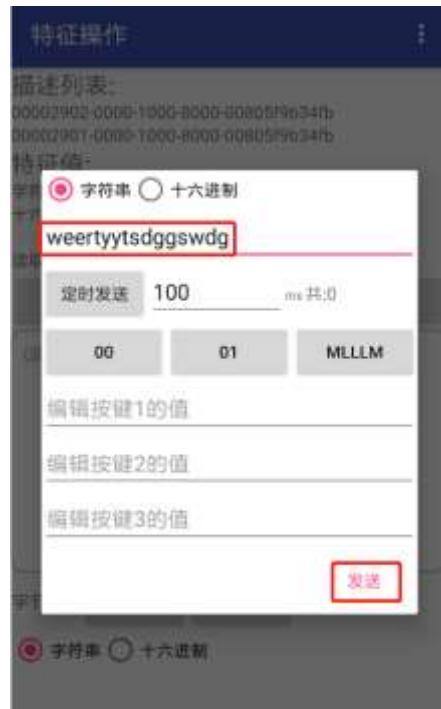 特征操作
描述列表:
00002902-0000-1000-8000-00805f9b34fb
00002901-0000-1000-8000-00805f9b34fb
特征值:
字符串 十六进制
weertyytsdggswdg
定时发送 100 ms 共:0
00 01 MLLLM
编辑按键1的值
编辑按键2的值
编辑按键3的值
发送
字符串 十六进制